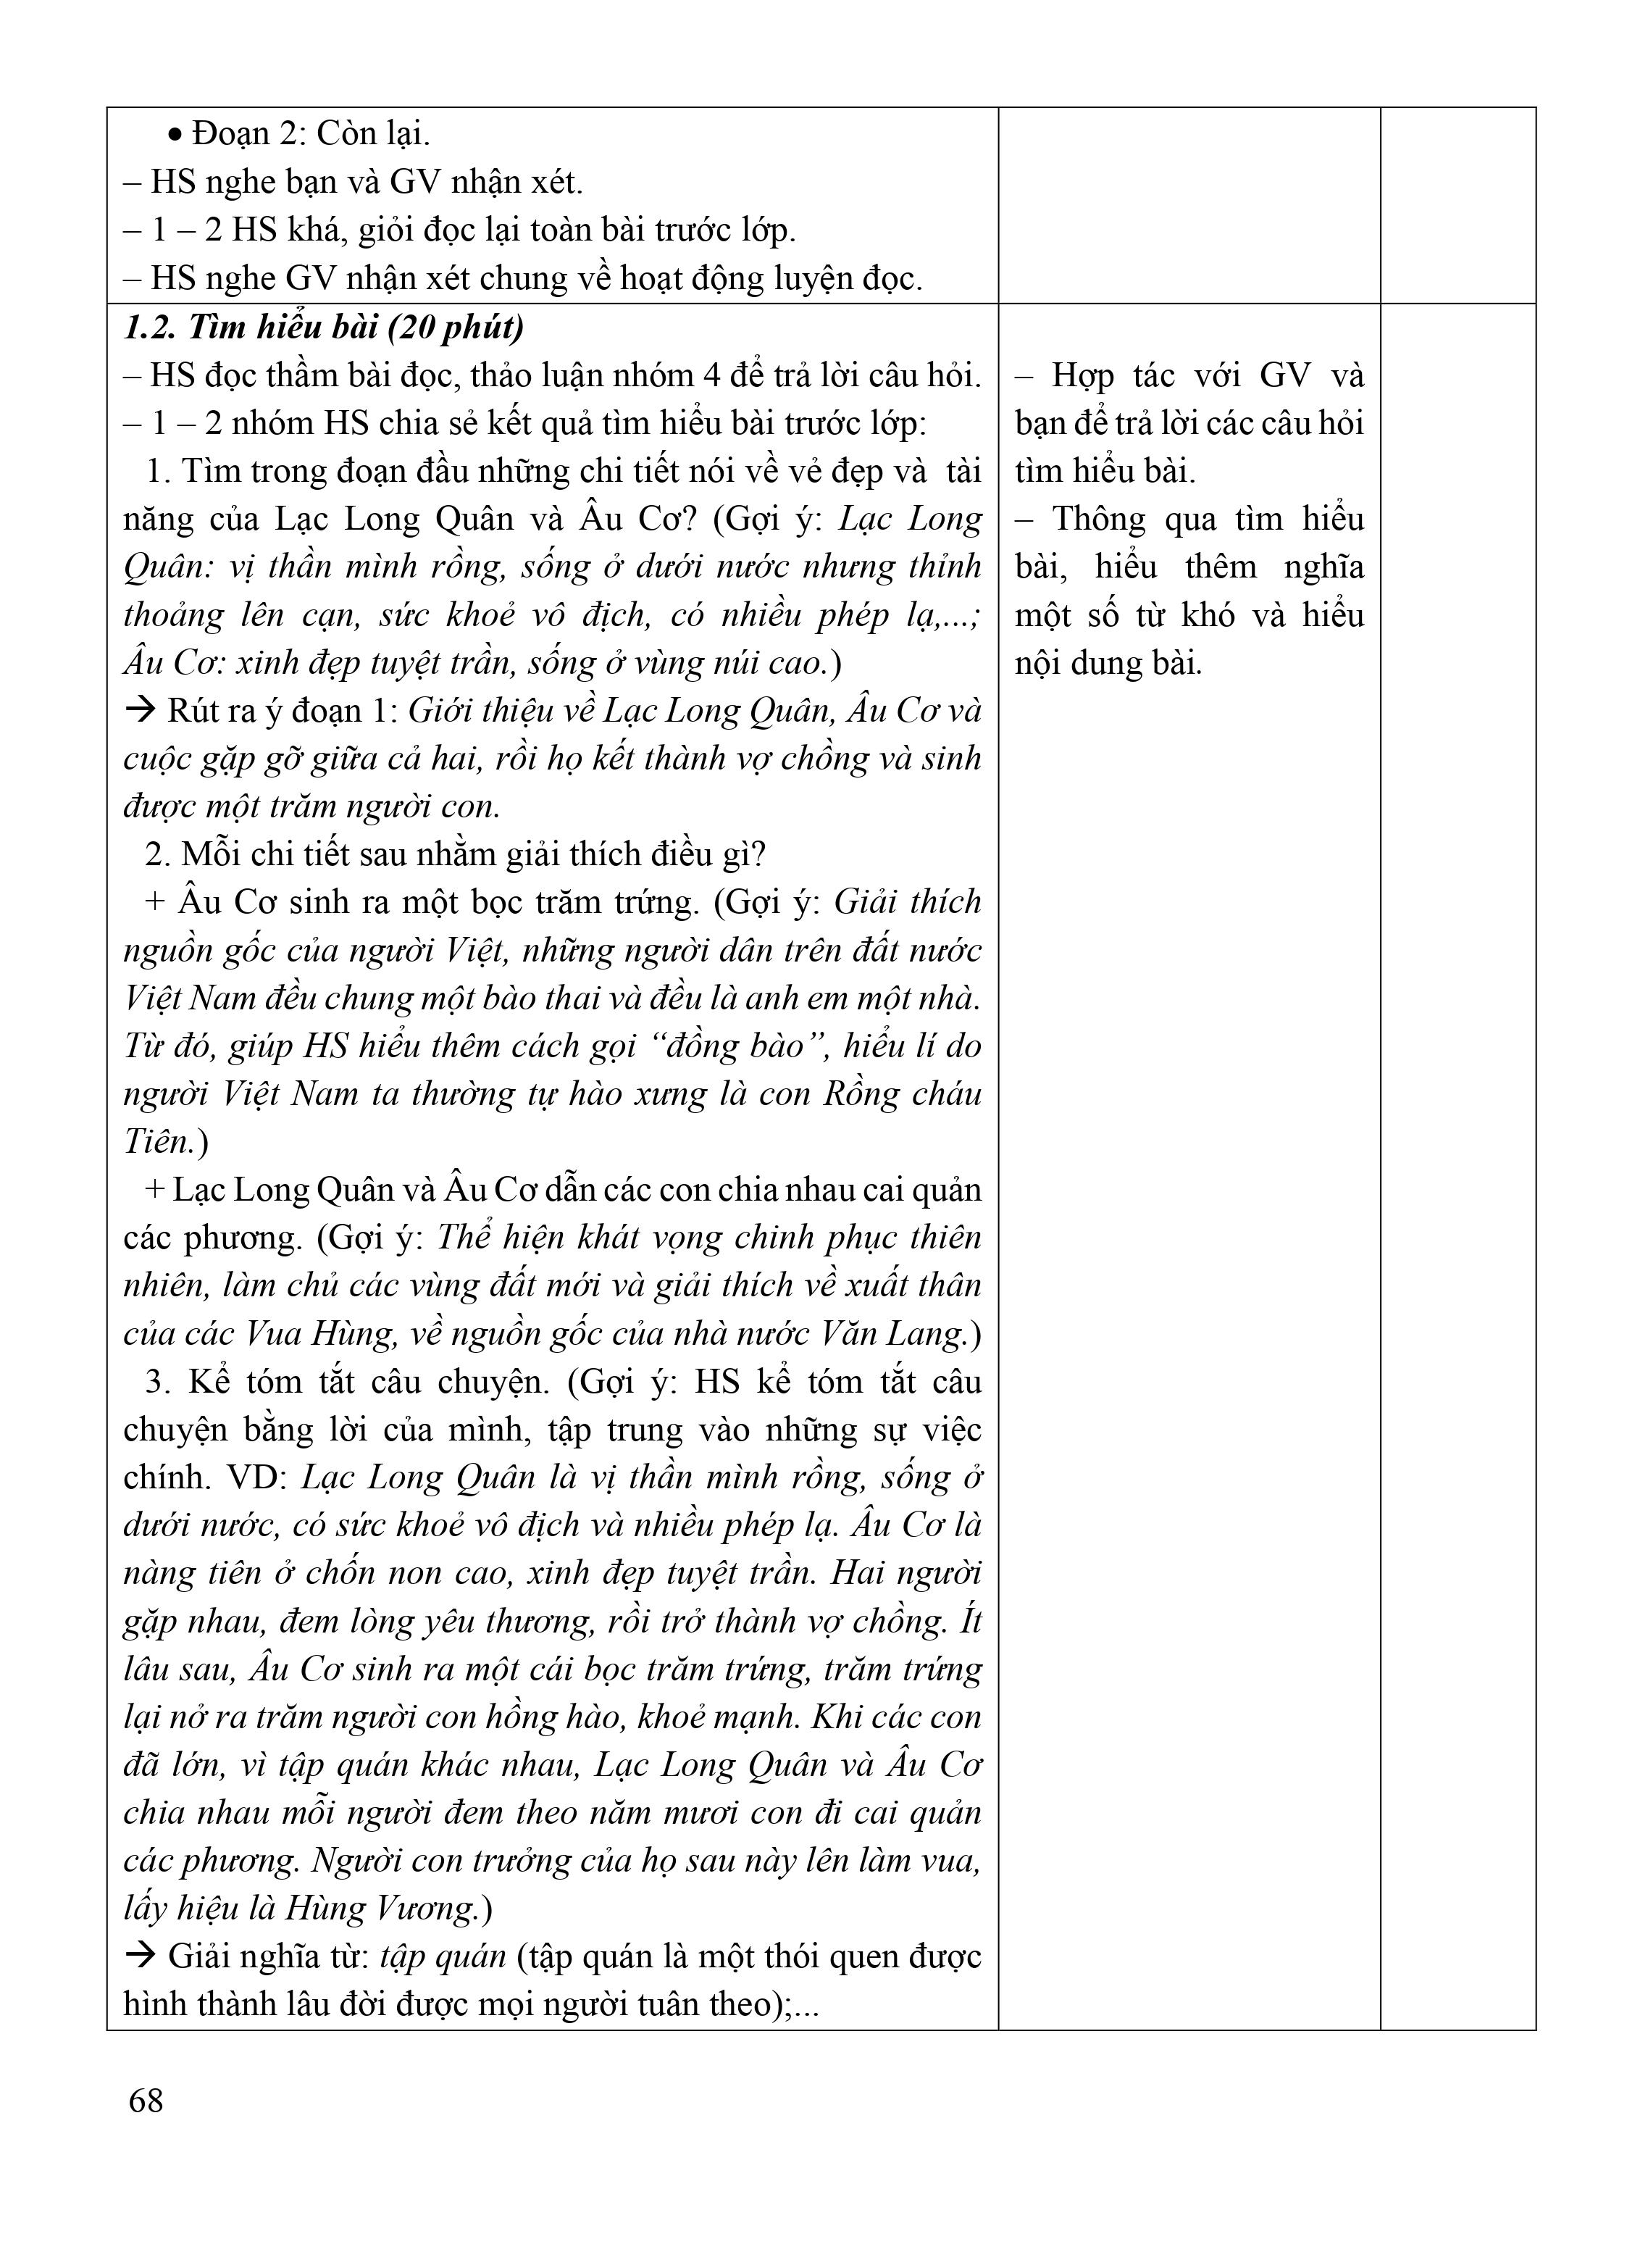 • Đoạn 2: Còn lại.
– HS nghe bạn và GV nhận xét.
– 1 – 2 HS khá, giỏi đọc lại toàn bài trước lớp.
– HS nghe GV nhận xét chung về hoạt động luyện đọc.
1.2. Tìm hiểu bài (20 phút)
– HS đọc thầm bài đọc, thảo luận nhóm 4 để trả lời câu hỏi.
– 1 – 2 nhóm HS chia sẻ kết quả tìm hiểu bài trước lớp:
1. Tìm trong đoạn đầu những chi tiết nói về vẻ đẹp và tài
năng của Lạc Long Quân và Âu Cơ? (Gợi ý: Lạc Long
Quân: vị thần mình rồng, sống ở dưới nước nhưng thỉnh
thoảng lên cạn, sức khoẻ vô địch, có nhiều phép lạ,...;
Âu Cơ: xinh đẹp tuyệt trần, sống ở vùng núi cao.)
→ Rút ra ý đoạn 1: Giới thiệu về Lạc Long Quân, Âu Cơ và
cuộc gặp gỡ giữa cả hai, rồi họ kết thành vợ chồng và sinh
được một trăm người con.
2. Mỗi chi tiết sau nhằm giải thích điều gì?
+ Âu Cơ sinh ra một bọc trăm trứng. (Gợi ý: Giải thích
nguồn gốc của người Việt, những người dân trên đất nước
Việt Nam đều chung một bào thai và đều là anh em một nhà.
Từ đó, giúp HS hiểu thêm cách gọi “đồng bào”, hiểu lí do
người Việt Nam ta thường tự hào xưng là con Rồng cháu
Tiên.)
+ Lạc Long Quân và Âu Cơ dẫn các con chia nhau cai quản
các phương. (Gợi ý: Thể hiện khát vọng chinh phục thiên
nhiên, làm chủ các vùng đất mới và giải thích về xuất thân
của các Vua Hùng, về nguồn gốc của nhà nước Văn Lang.)
3. Kể tóm tắt câu chuyện. (Gợi ý: HS kể tóm tắt câu
chuyện bằng lời của mình, tập trung vào những sự việc
chính. VD: Lạc Long Quân là vị thần mình rồng, sống ở
dưới nước, có sức khoẻ vô địch và nhiều phép lạ. Âu Cơ là
nàng tiên ở chốn non cao, xinh đẹp tuyệt trần. Hai người
gặp nhau, đem lòng yêu thương, rồi trở thành vợ chồng. Ít
lâu sau, Âu Cơ sinh ra một cái bọc trăm trứng, trăm trứng
lại nở ra trăm người con hồng hào, khoẻ mạnh. Khi các con
đã lớn, vì tập quán khác nhau, Lạc Long Quân và Âu Cơ
chia nhau mỗi người đem theo năm mươi con đi cai quản
các phương. Người con trưởng của họ sau này lên làm vua,
lấy hiệu là Hùng Vương.)
→ Giải nghĩa từ: tập quán (tập quán là một thói quen được
hình thành lâu đời được mọi người tuân theo);...
– Hợp tác với GV và
bạn để trả lời các câu hỏi
tìm hiểu bài.
– Thông qua tìm hiểu
bài, hiểu thêm nghĩa
một số từ khó và hiểu
nội dung bài.
68